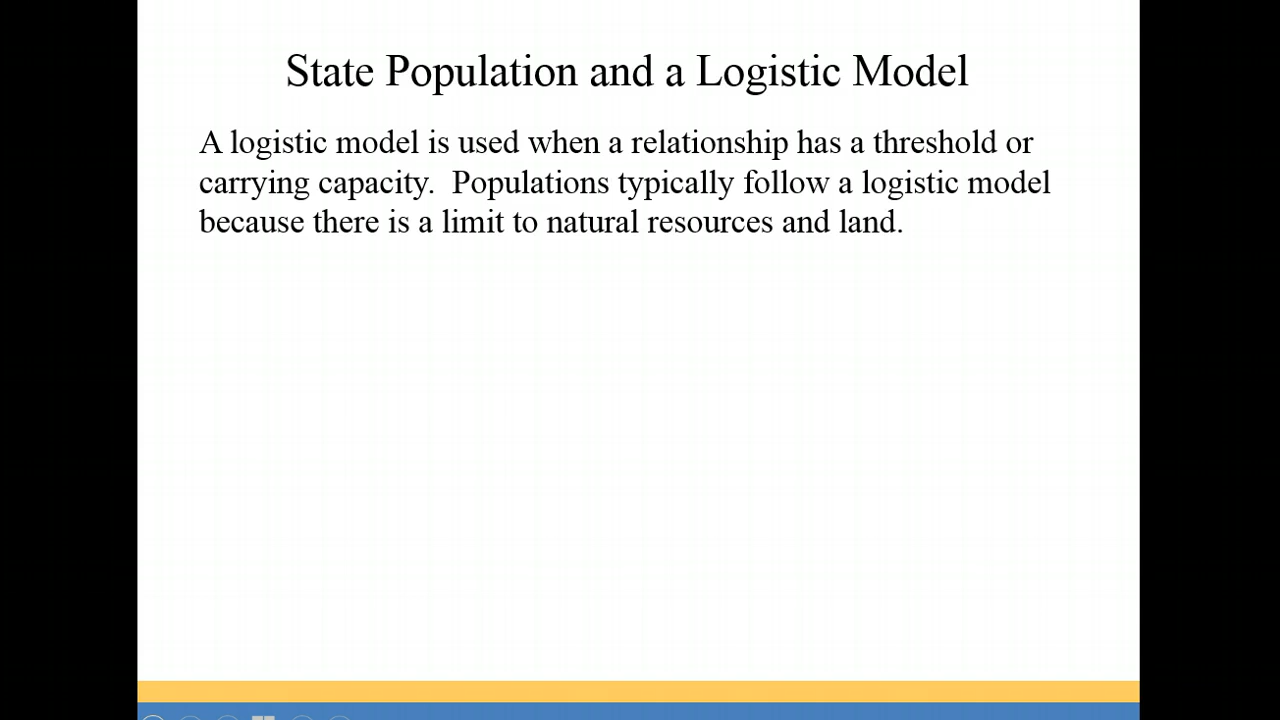 State Population and a Logistic Model
A logistic model is used when a relationship has a threshold or
carrying capacity.  Populations typically follow a logistic model
because there is a limit to natural resources and land.